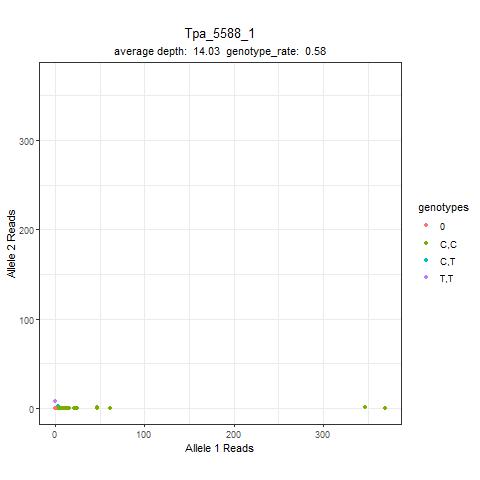 Tpa_5588_1
average depth:  14.03  genotype_rate:  0.58
Allele 2 Reads
300
200
100
0
0 100 200 300
Allele 1 Reads
genotypes
0
C,C
C,T
T,T